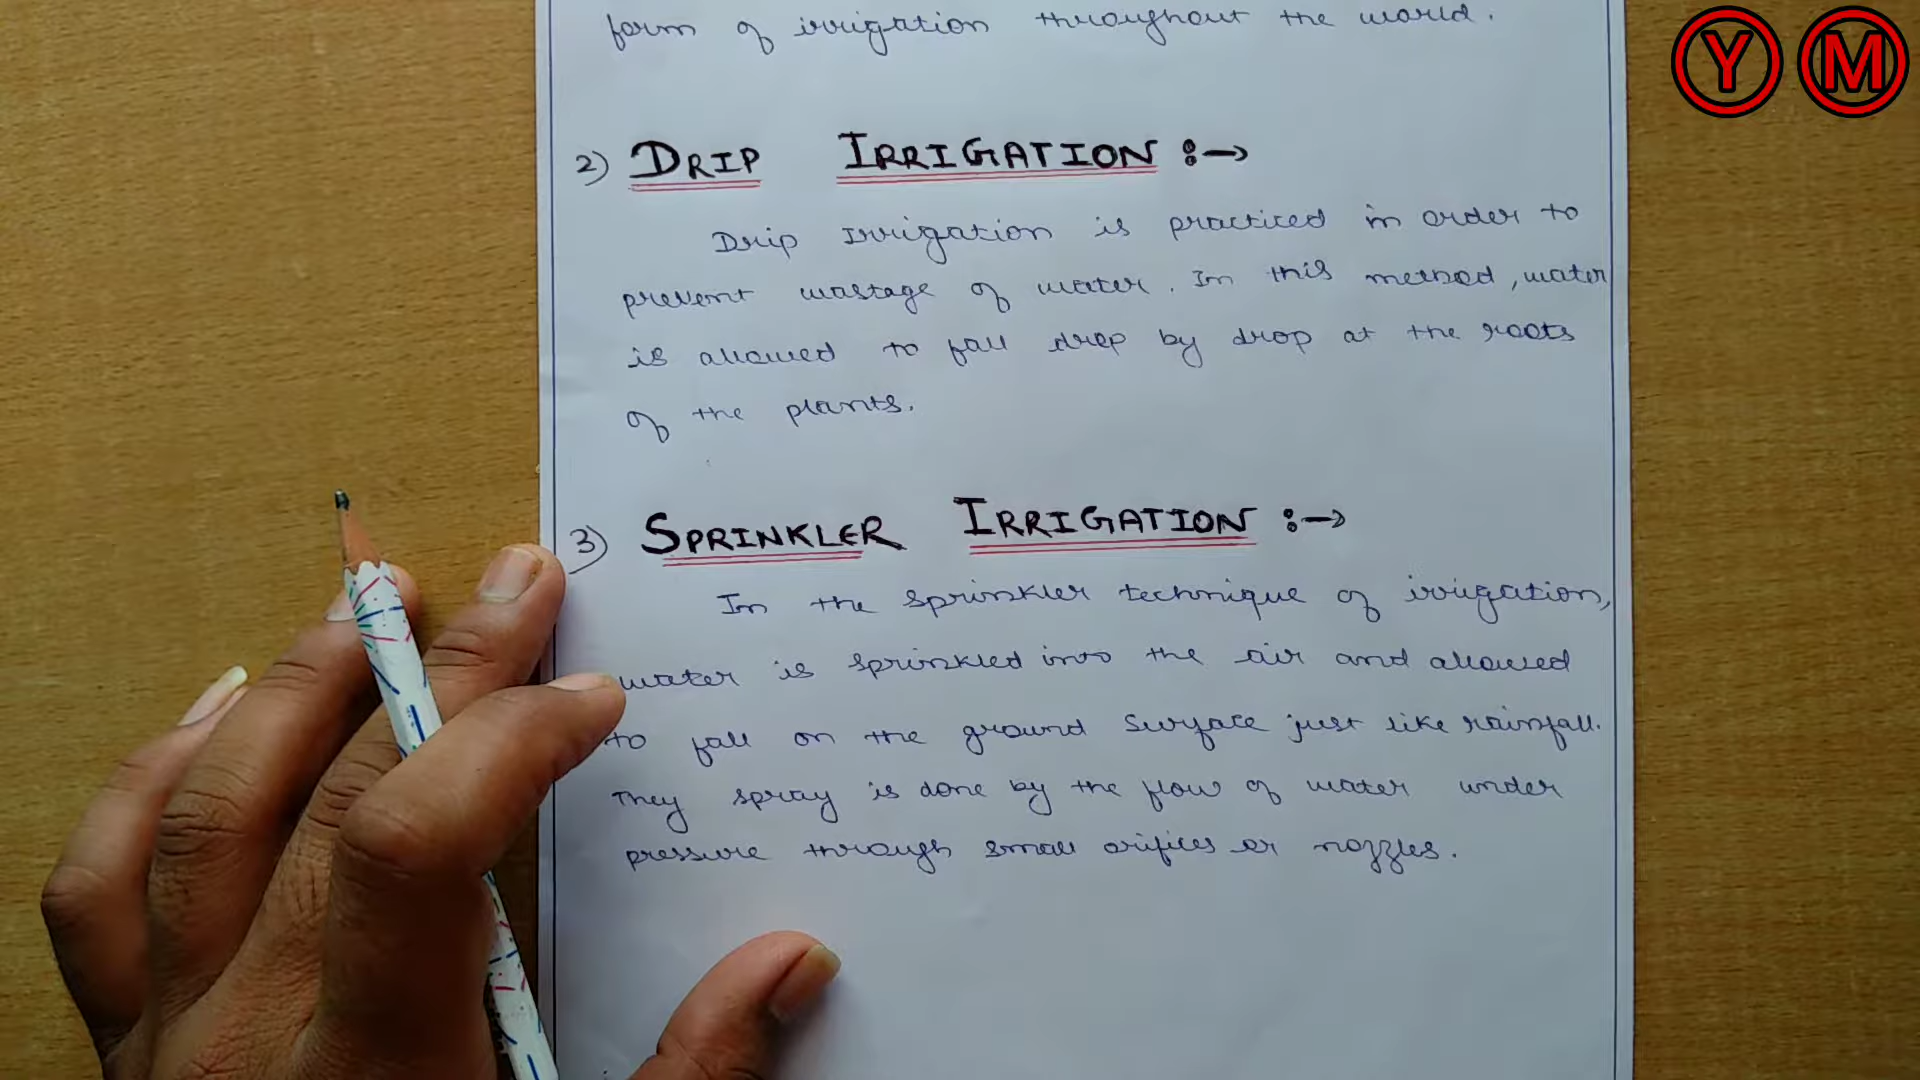 form of irrigation throughout the world.
Y M
2) DRIP IRRIGATION :→
Drip Irrigation is practiced in order to
prevent wastage of water. In this method, water
is allowed to fall drop by drop at the roots
of the plants.
3) SPRINKLER IRRIGATION :→
In the sprinkler technique of irrigation,
water is sprinkled into the air and allowed
to fall on the ground surface just like rainfall.
They spray is done by the flow of water under
pressure through small orifices or nozzles.